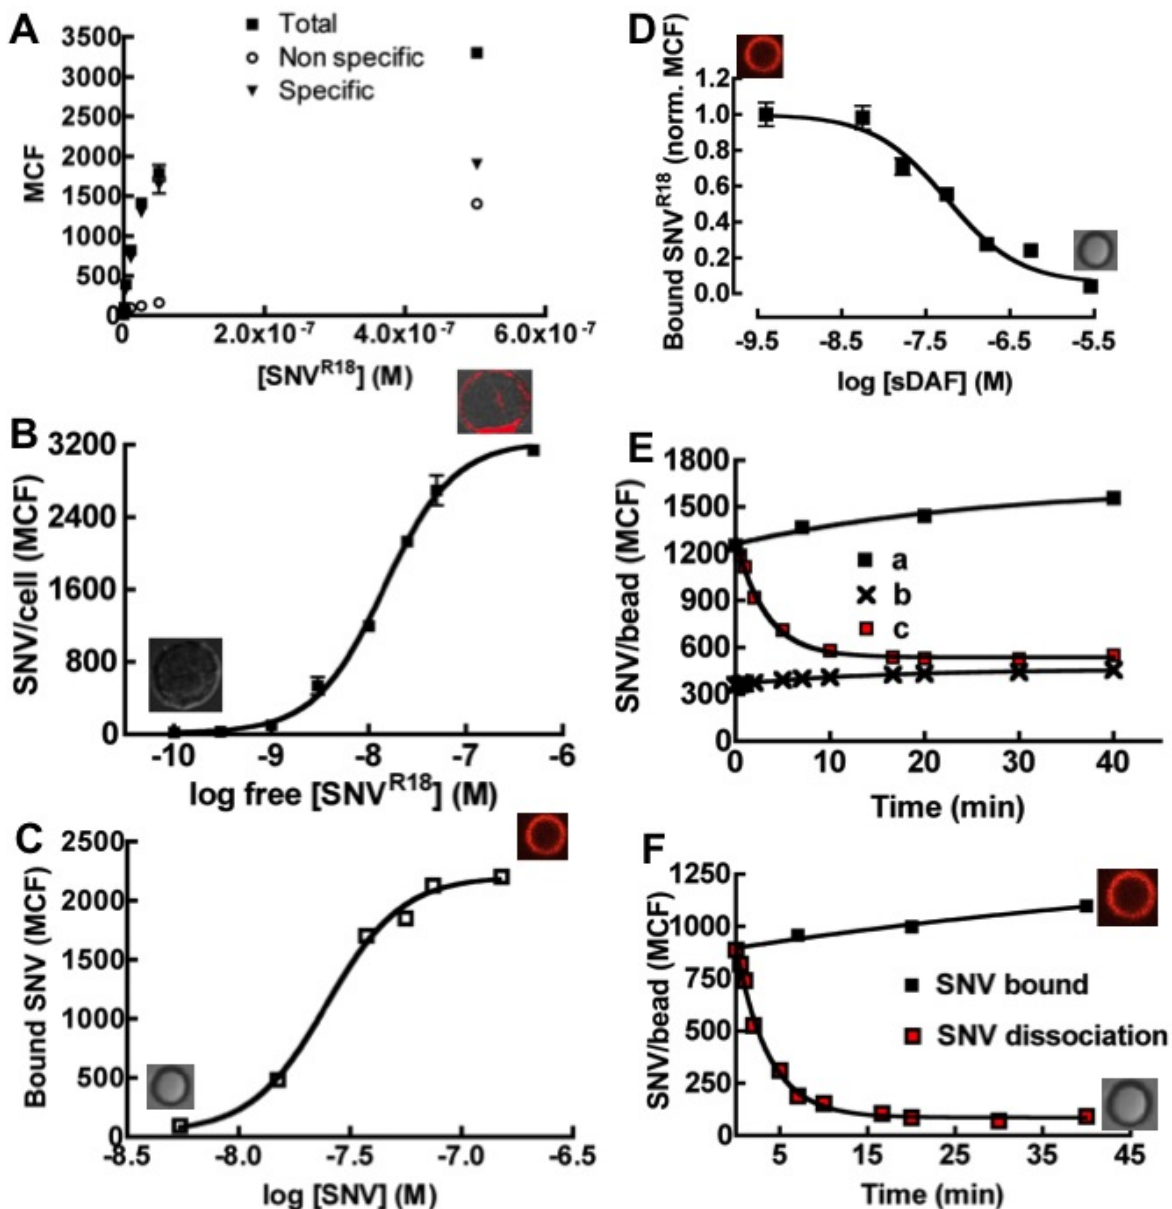 A
Total
Non specific
Specific
3500
3000
2500
2000
1500
1000
500
0
MCF
0 2.0x10⁻⁷ 4.0x10⁻⁷ 6.0x10⁻⁷
[SNVᴿ¹⁸] (M)
B
3200
2400
1600
800
0
SNV/cell (MCF)
-10 -9 -8 -7 -6
log free [SNVᴿ¹⁸] (M)
C
2500
2000
1500
1000
500
0
Bound SNV (MCF)
-8.5 -8.0 -7.5 -7.0 -6.5
log [SNV] (M)
D
1.2
1.0
0.8
0.6
0.4
0.2
0.0
Bound SNVᴿ¹⁸ (norm. MCF)
-9.5 -8.5 -7.5 -6.5 -5.5
log [sDAF] (M)
E
1800
1500
1200
900
600
300
0
SNV/bead (MCF)
a
b
c
0 10 20 30 40
Time (min)
F
1250
1000
750
500
250
0
SNV/bead (MCF)
SNV bound
SNV dissociation
5 15 25 35 45
Time (min)